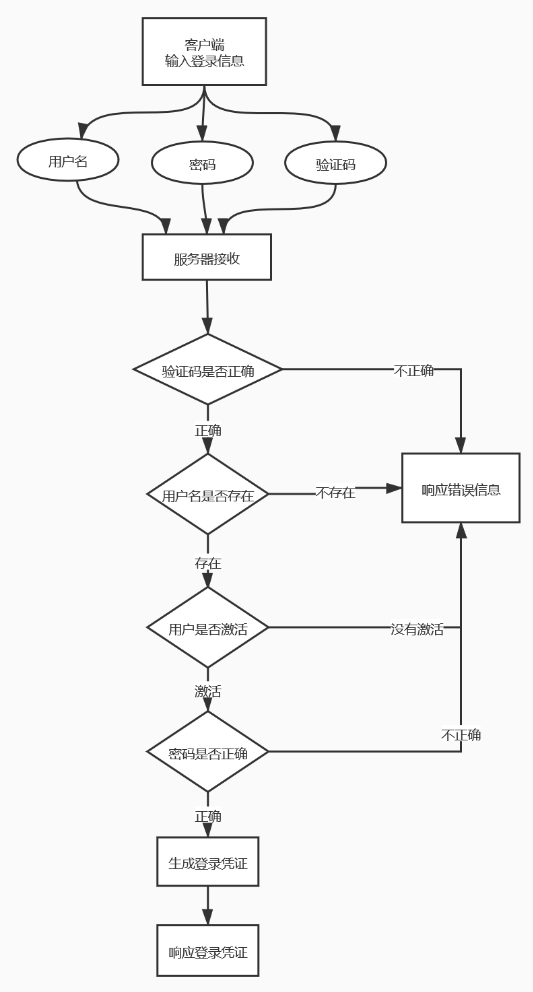 客户端
输入登录信息
用户名
密码
验证码
服务器接收
验证码是否正确
不正确
正确
用户名是否存在
不存在
响应错误信息
存在
用户是否激活
没有激活
激活
不正确
密码是否正确
正确
生成登录凭证
响应登录凭证